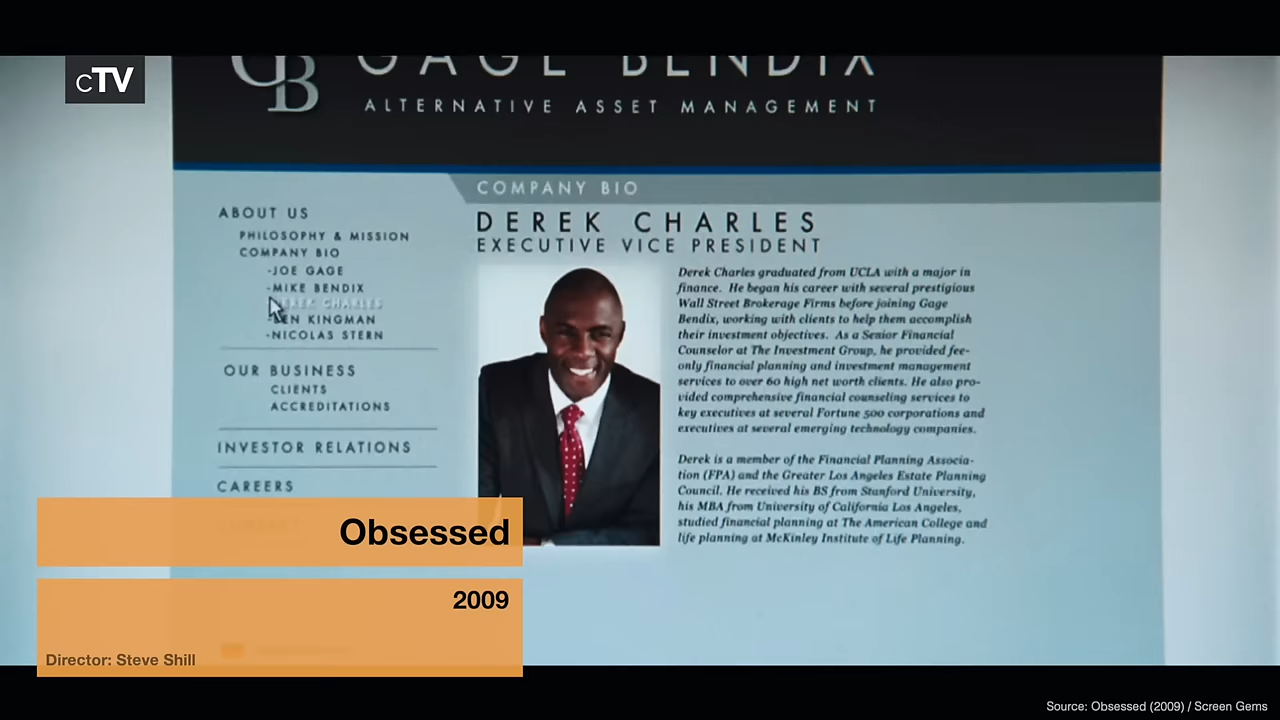 cTV
GB
GAGE BENDIX
ALTERNATIVE ASSET MANAGEMENT
COMPANY BIO
ABOUT US
PHILOSOPHY & MISSION
COMPANY BIO
-JOE GAGE
-MIKE BENDIX
DEREK CHARLES
KINGMAN
-NICOLAS STERN
OUR BUSINESS
CLIENTS
ACCREDITATIONS
INVESTOR RELATIONS
CAREERS
DEREK CHARLES
EXECUTIVE VICE PRESIDENT
Derek Charles graduated from UCLA with a major in
finance. He began his career with several prestigious
Wall Street Brokerage Firms before joining Gage
Bendix, working with clients to help them accomplish
their investment objectives. As a Senior Financial
Counselor at The Investment Group, he provided fee-
only financial planning and investment management
services to over 60 high net worth clients. He also pro-
vided comprehensive financial counseling services to
key executives at several Fortune 500 corporations and
executives at several emerging technology companies.
Derek is a member of the Financial Planning Associa-
tion (FPA) and the Greater Los Angeles Estate Planning
Council. He received his BS from Stanford University,
his MBA from University of California Los Angeles,
studied financial planning at The American College and
life planning at McKinley Institute of Life Planning.
Obsessed
2009
Director: Steve Shill
Source: Obsessed (2009) / Screen Gems